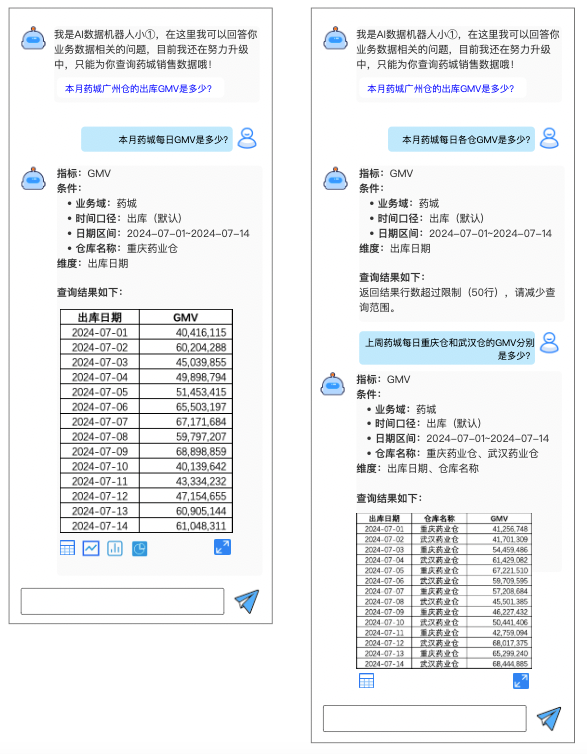 我是AI数据机器人小①，在这里我可以回答你
业务数据相关的问题，目前我还在努力升级
中，只能为你查询药城销售数据哦！
本月药城广州仓的出库GMV是多少?
本月药城每日GMV是多少?
指标：GMV
条件：
• 业务域：药城
• 时间口径：出库（默认）
• 日期区间：2024-07-01~2024-07-14
• 仓库名称：重庆药业仓
维度：出库日期
查询结果如下：
出库日期 GMV
2024-07-01 40,416,115
2024-07-02 60,204,288
2024-07-03 45,039,855
2024-07-04 49,898,794
2024-07-05 51,453,415
2024-07-06 65,503,197
2024-07-07 67,171,684
2024-07-08 59,797,207
2024-07-09 68,898,859
2024-07-10 40,139,642
2024-07-11 43,334,232
2024-07-12 47,154,655
2024-07-13 60,905,144
2024-07-14 61,048,311
我是AI数据机器人小①，在这里我可以回答你
业务数据相关的问题，目前我还在努力升级
中，只能为你查询药城销售数据哦！
本月药城广州仓的出库GMV是多少?
本月药城每日各仓GMV是多少?
指标：GMV
条件：
• 业务域：药城
• 时间口径：出库（默认）
• 日期区间：2024-07-01~2024-07-14
维度：出库日期
查询结果如下：
返回结果行数超过限制（50行），请减少查
询范围。
上周药城每日重庆仓和武汉仓的GMV分别
是多少?
指标：GMV
条件：
• 业务域：药城
• 时间口径：出库（默认）
• 日期区间：2024-07-01~2024-07-14
• 仓库名称：重庆药业仓、武汉药业仓
维度：出库日期、仓库名称
查询结果如下：
出库日期 仓库名称 GMV
2024-07-01 重庆药业仓 41,256,748
2024-07-02 武汉药业仓 41,701,309
2024-07-03 重庆药业仓 54,459,486
2024-07-04 武汉药业仓 61,429,082
2024-07-05 重庆药业仓 67,221,510
2024-07-06 武汉药业仓 59,709,595
2024-07-07 重庆药业仓 57,208,684
2024-07-08 武汉药业仓 45,501,385
2024-07-09 重庆药业仓 46,227,432
2024-07-10 武汉药业仓 50,441,406
2024-07-11 重庆药业仓 42,759,094
2024-07-12 武汉药业仓 68,017,375
2024-07-13 重庆药业仓 65,299,240
2024-07-14 武汉药业仓 68,444,885